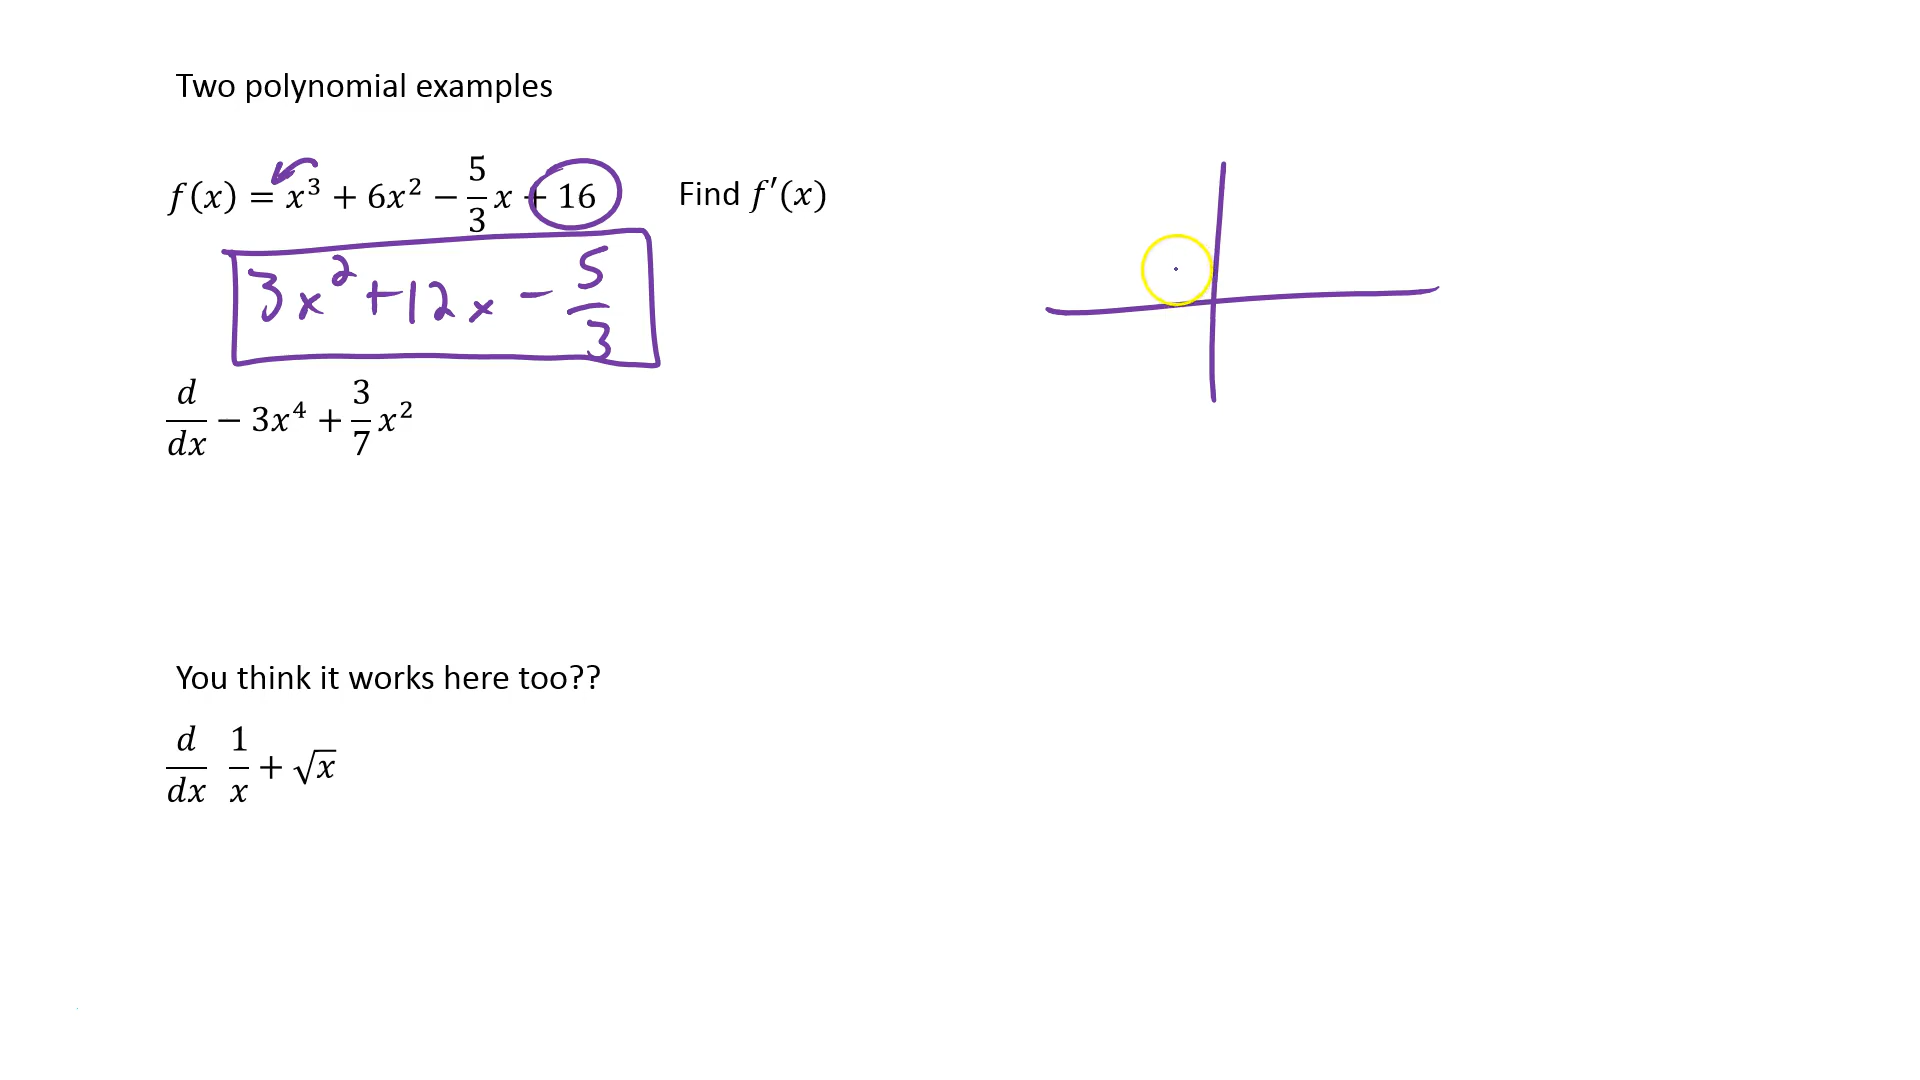 Two polynomial examples
f(x) = x³ + 6x² − 5/3 x + 16 Find f′(x)
3x² + 12x − 5/3
d/dx − 3x⁴ + 3/7 x²
You think it works here too??
d/dx 1/x + √x